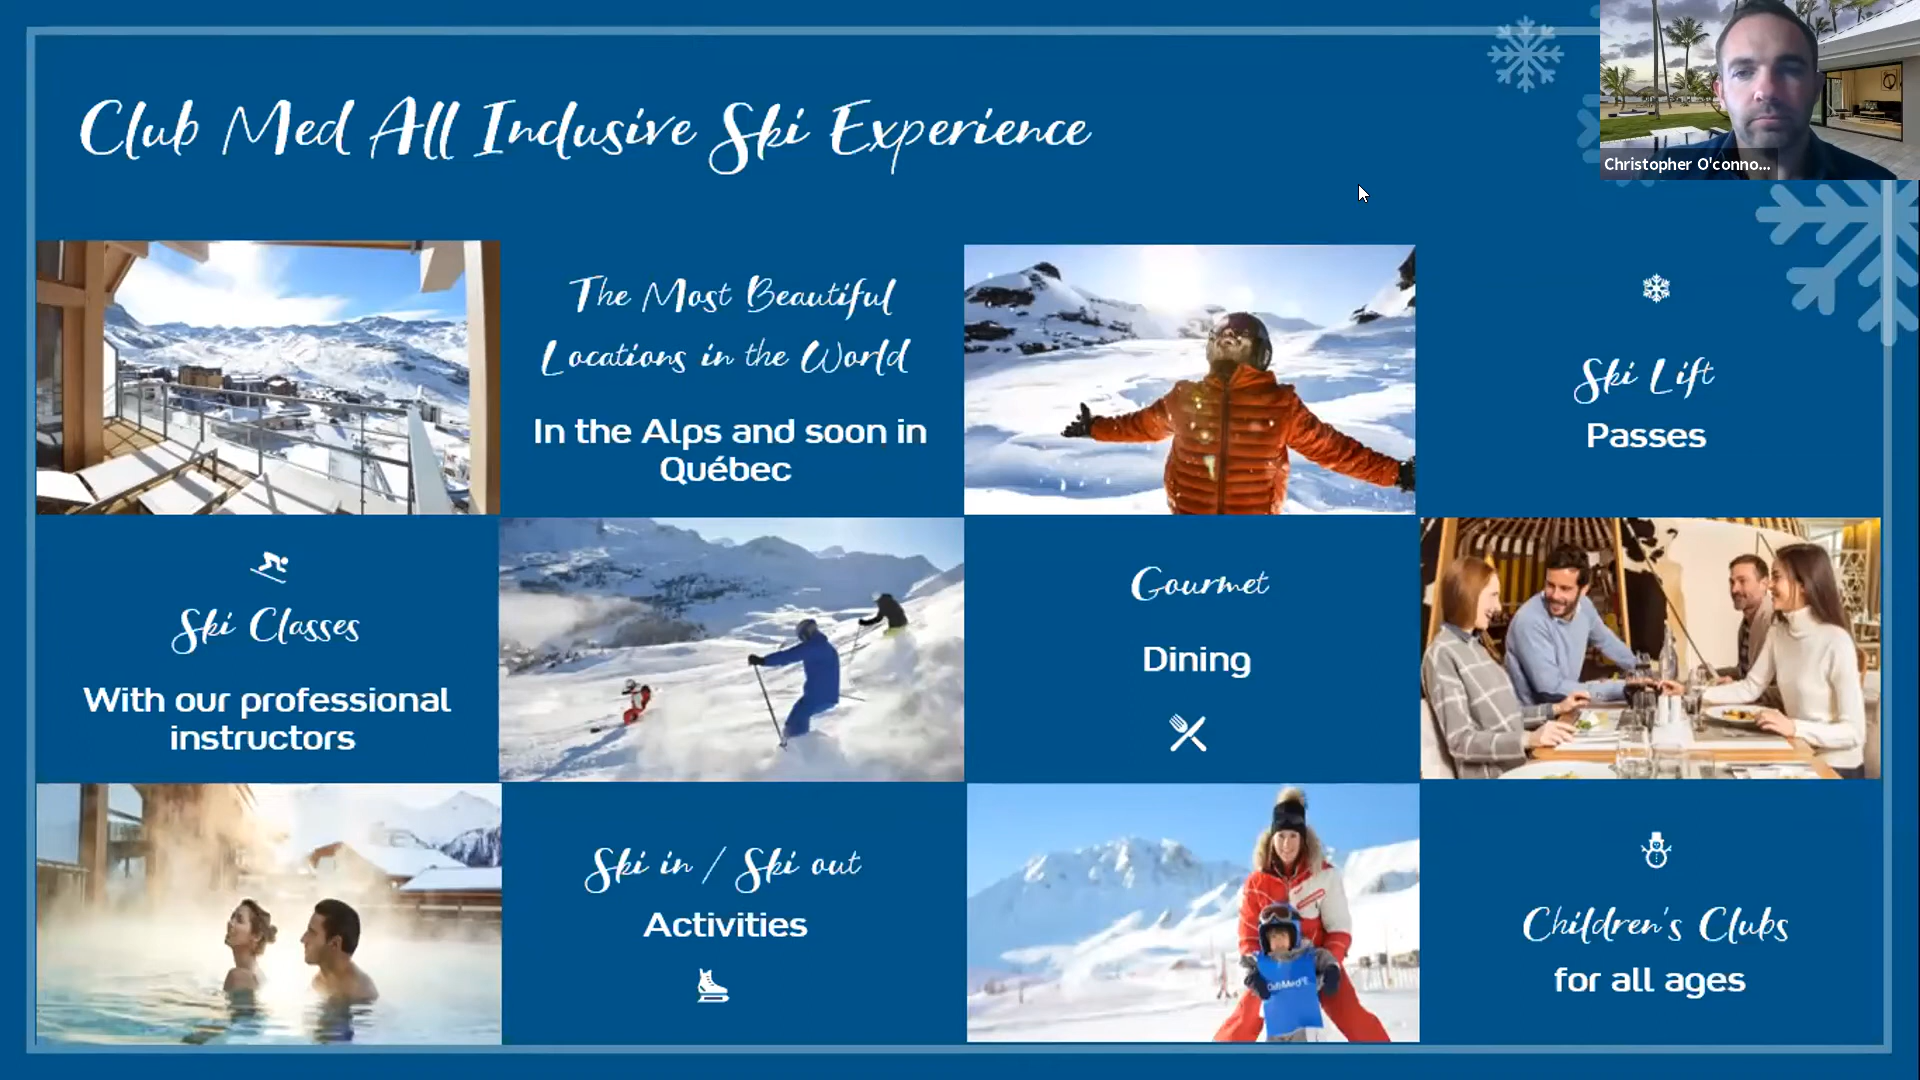 Club Med All Inclusive Ski Experience
Christopher O'conno...
The Most Beautiful
Locations in the World
In the Alps and soon in
Québec
Ski Lift
Passes
Ski Classes
With our professional
instructors
Gourmet
Dining
Ski in / Ski out
Activities
Children's Clubs
for all ages